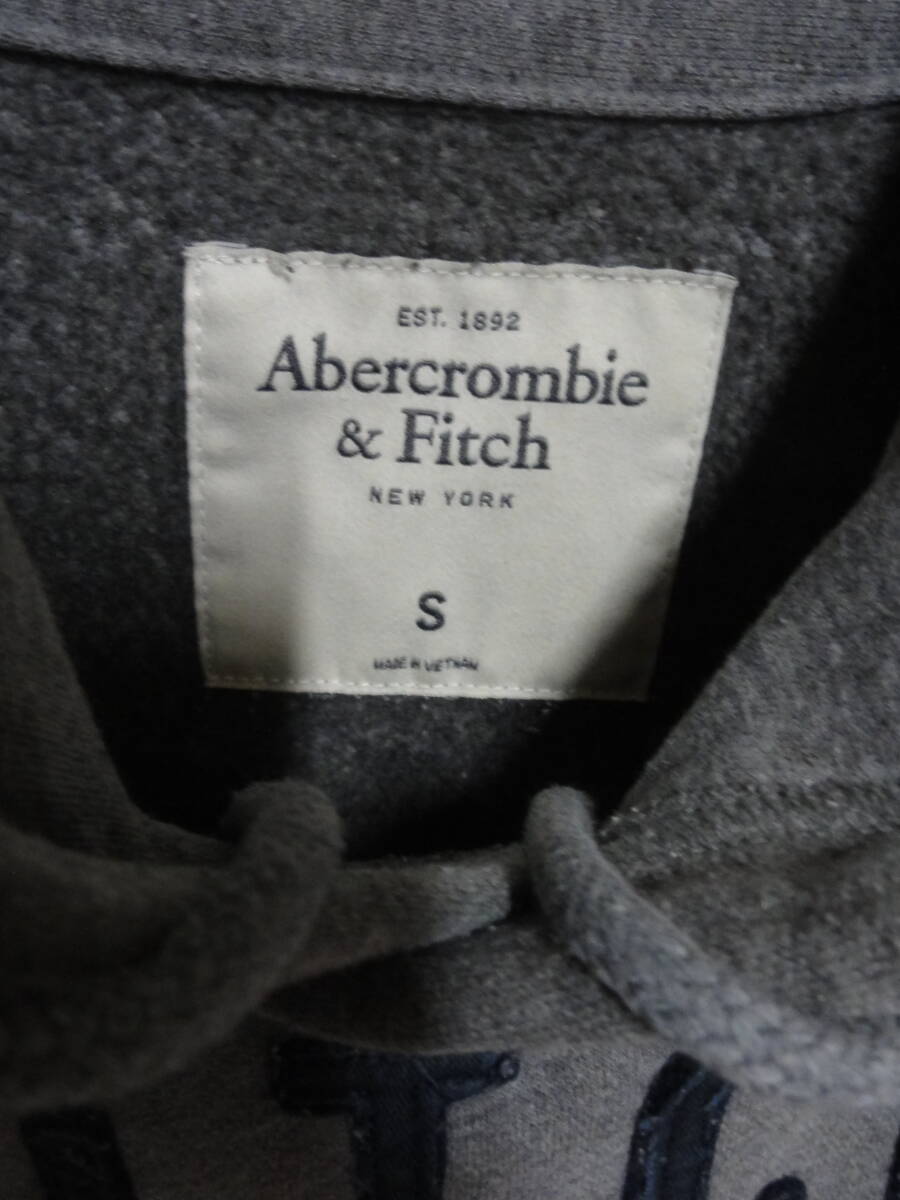 EST. 1892
Abercrombie
& Fitch
NEW YORK
S
MADE IN VIETNAM